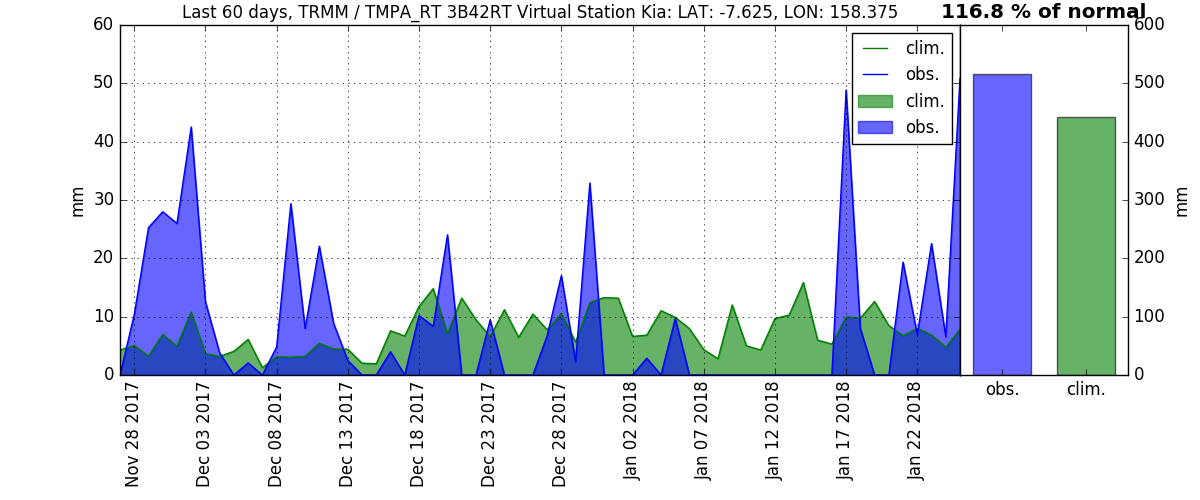 Last 60 days, TRMM / TMPA_RT 3B42RT Virtual Station Kia: LAT: -7.625, LON: 158.375
116.8 % of normal
60
50
40
30
20
10
0
mm
clim.
obs.
clim.
obs.
600
500
400
300
200
100
0
mm
obs.
clim.
Nov 28 2017
Dec 03 2017
Dec 08 2017
Dec 13 2017
Dec 18 2017
Dec 23 2017
Dec 28 2017
Jan 02 2018
Jan 07 2018
Jan 12 2018
Jan 17 2018
Jan 22 2018